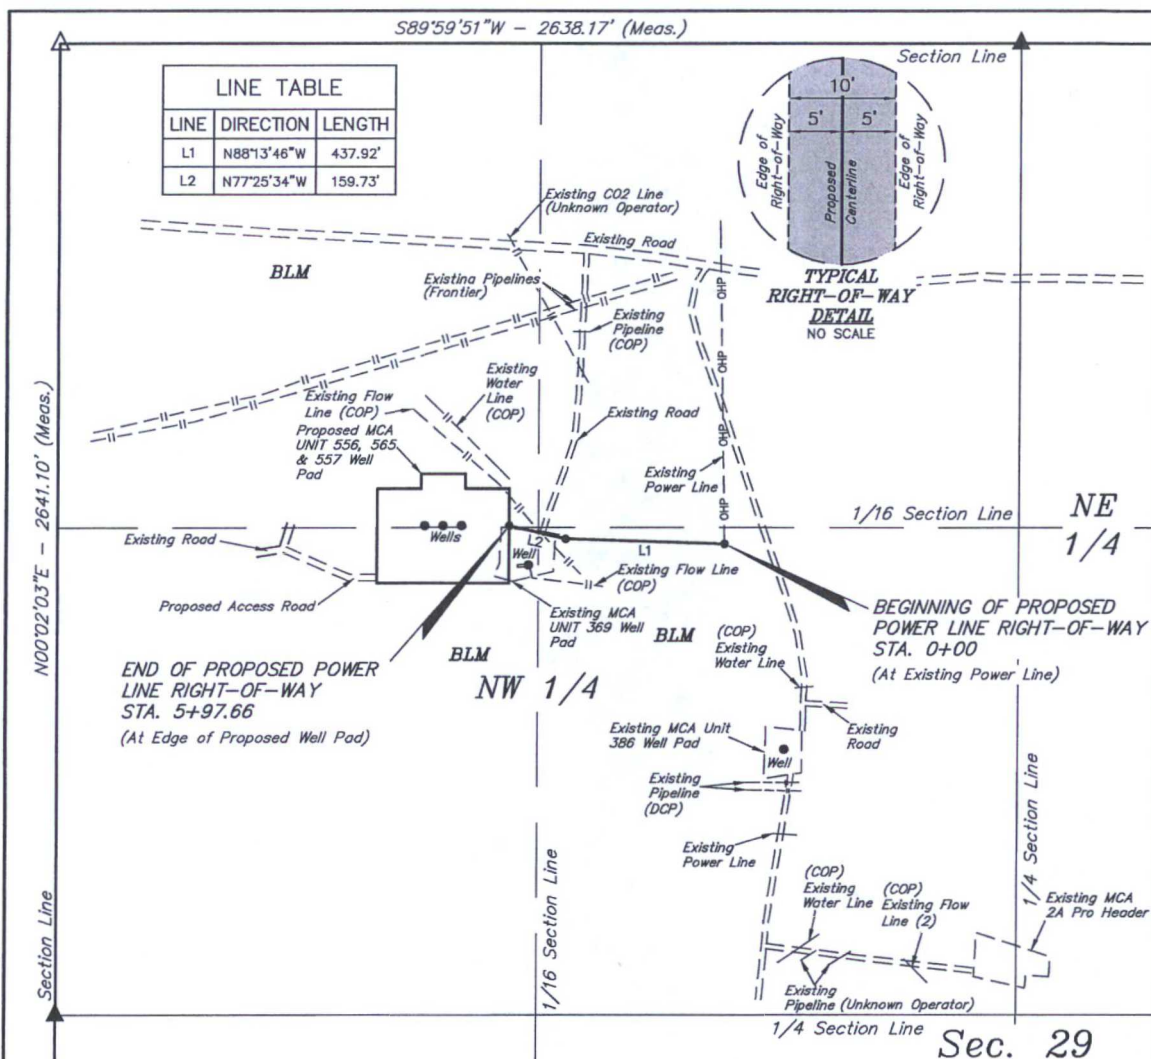 S89°59'51"W – 2638.17' (Meas.)
Section Line
LINE TABLE
LINE DIRECTION LENGTH
L1 N88°13'46"W 437.92'
L2 N77°25'34"W 159.73'
10'
5' 5'
Edge of
Right-of-Way
Proposed
Centerline
Edge of
Right-of-Way
TYPICAL
RIGHT-OF-WAY
DETAIL
NO SCALE
Existing CO2 Line
(Unknown Operator)
Existing Road
BLM
Existing Pipelines
(Frontier)
Existing
Pipeline
(COP)
OHP
OHP
OHP
OHP
Existing
Water
Line
(COP)
Existing Flow
Line (COP)
Proposed MCA
UNIT 556, 565
& 557 Well
Pad
Existing Road
Existing
Power Line
N00°02'03"E – 2641.10' (Meas.)
1/16 Section Line
NE
1/4
Existing Road
Wells
L2
L1
Well
Existing Flow Line
(COP)
Proposed Access Road
Existing MCA
UNIT 369 Well
Pad
BLM
BEGINNING OF PROPOSED
POWER LINE RIGHT-OF-WAY
STA. 0+00
(At Existing Power Line)
END OF PROPOSED POWER
LINE RIGHT-OF-WAY
STA. 5+97.66
(At Edge of Proposed Well Pad)
BLM
NW 1/4
(COP)
Existing
Water Line
Existing
Road
Existing MCA Unit
386 Well Pad
Well
Existing
Pipeline
(DCP)
Existing
Power Line
1/4 Section Line
(COP)
Existing
Water Line
(COP)
Existing Flow
Line (2)
Existing MCA
2A Pro Header
Section Line
1/16 Section Line
Existing
Pipeline (Unknown Operator)
1/4 Section Line
Sec. 29